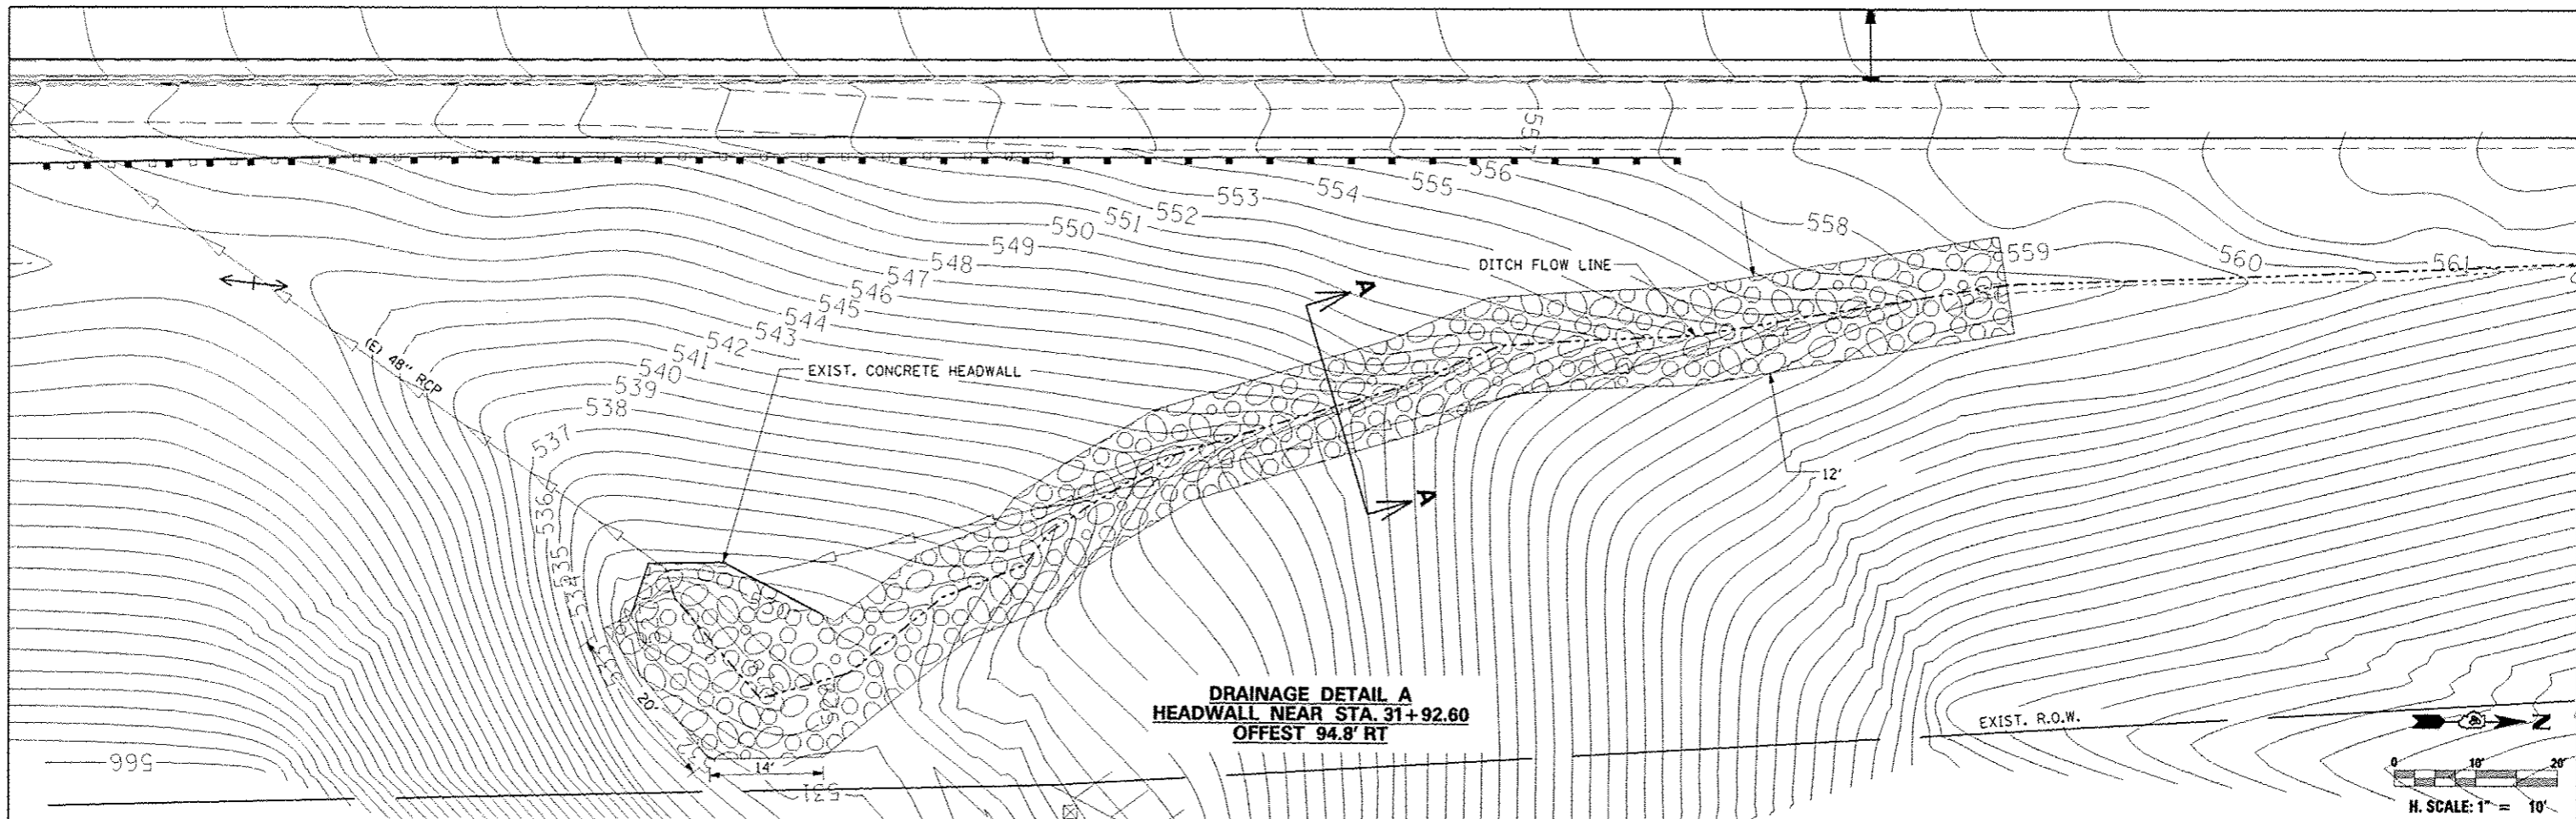 557
556
555
554
553
552
551
550
549
548
547
546
545
544
543
542
541
540
539
538
537
536
535
534
558
559
560
561
DITCH FLOW LINE
A
A
(E) 48" RCP
EXIST. CONCRETE HEADWALL
12'
530
20'
14'
531
566
DRAINAGE DETAIL A
HEADWALL NEAR STA. 31+92.60
OFFEST 94.8' RT
EXIST. R.O.W.
N
0 10' 20'
H. SCALE: 1" = 10'